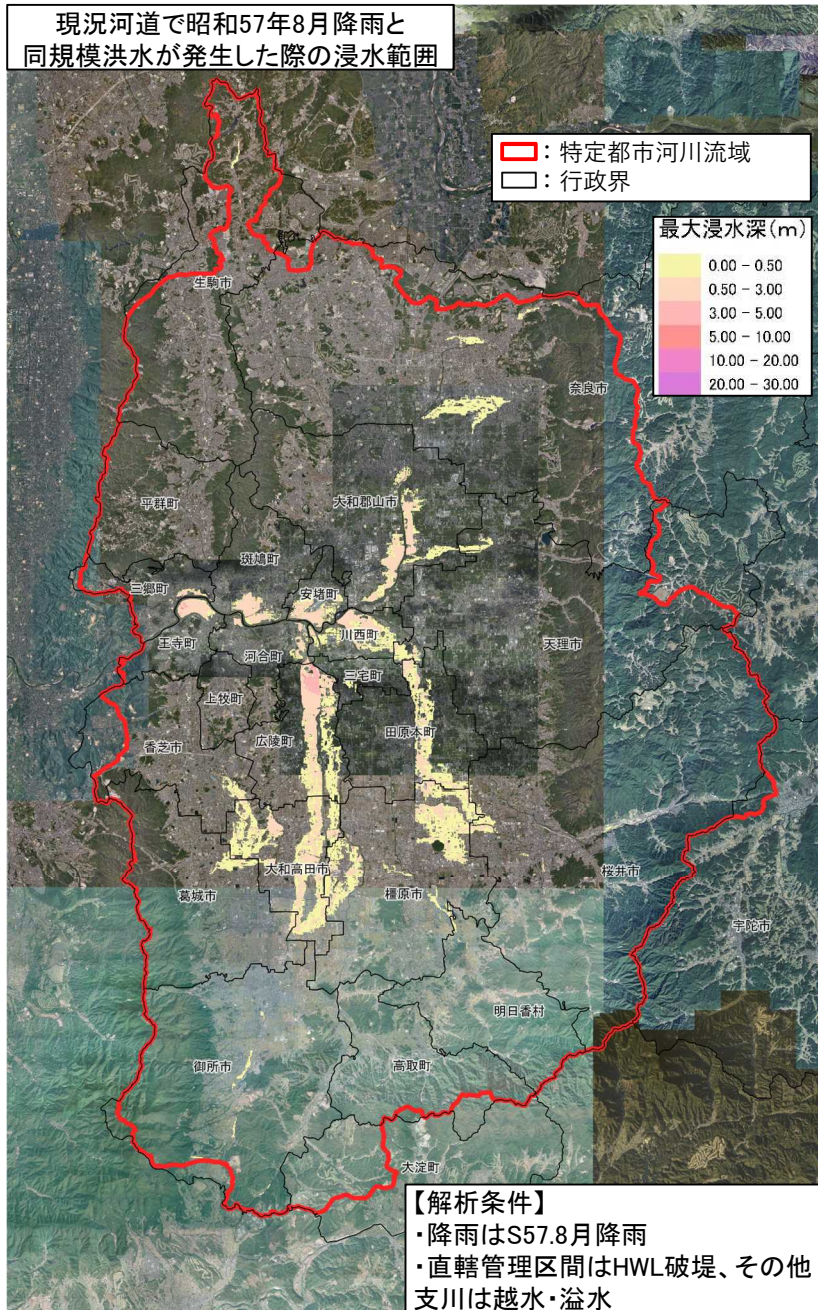 現況河道で昭和57年8月降雨と
同規模洪水が発生した際の浸水範囲
：特定都市河川流域
：行政界
最大浸水深(m)
0.00 - 0.50
0.50 - 3.00
3.00 - 5.00
5.00 - 10.00
10.00 - 20.00
20.00 - 30.00
生駒市
奈良市
平群町
大和郡山市
斑鳩町
三郷町
安堵町
川西町
王寺町
河合町
天理市
三宅町
上牧町
香芝市
広陵町
田原本町
大和高田市
葛城市
橿原市
桜井市
宇陀市
明日香村
御所市
高取町
大淀町
【解析条件】
・降雨はS57.8月降雨
・直轄管理区間はHWL破堤、その他
支川は越水・溢水